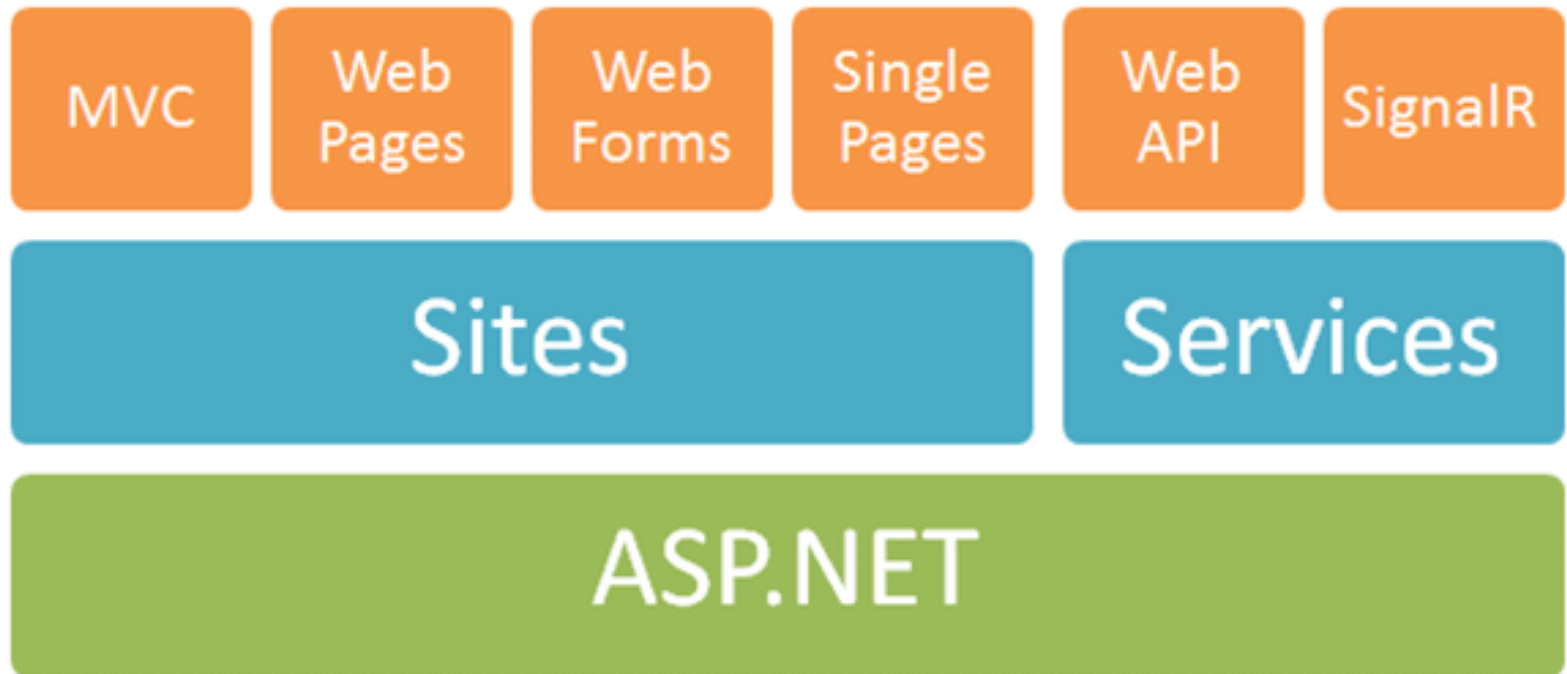 MVC
Web
Pages
Web
Forms
Single
Pages
Web
API
SignalR
Sites
Services
ASP.NET